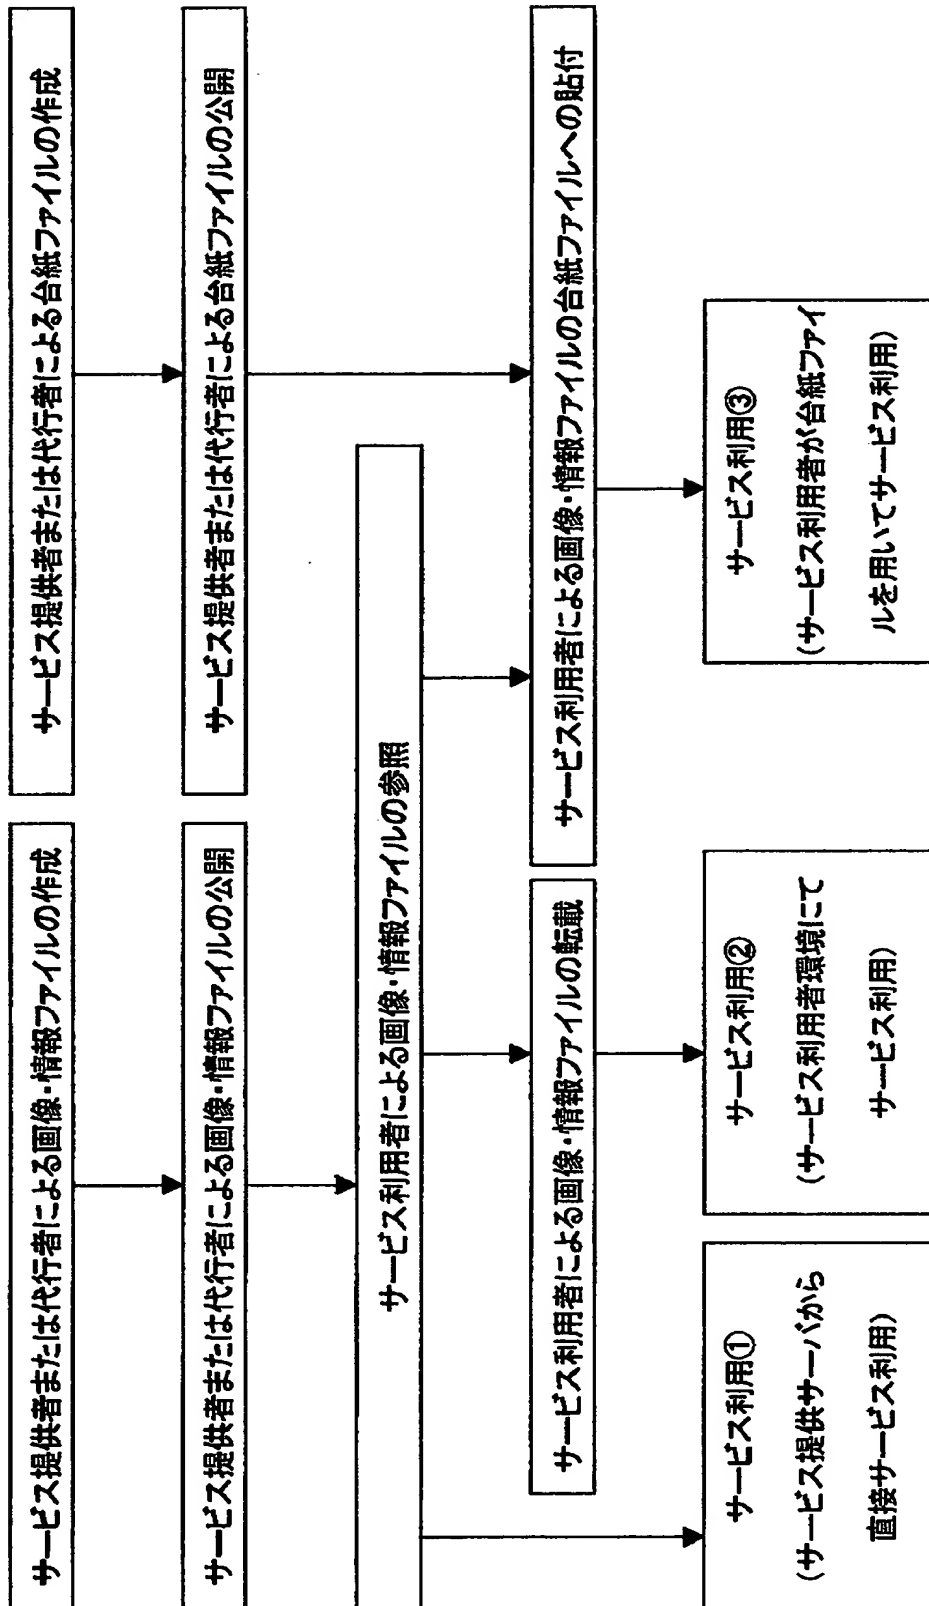 サービス提供者または代行者による画像・情報ファイルの作成
サービス提供者または代行者による台紙ファイルの作成
サービス提供者または代行者による画像・情報ファイルの公開
サービス提供者または代行者による台紙ファイルの公開
サービス利用者による画像・情報ファイルの参照
サービス利用者による画像・情報ファイルの転載
サービス利用者による画像・情報ファイルの台紙ファイルへの貼付
サービス利用①
(サービス提供サーバから
直接サービス利用)
サービス利用②
(サービス利用者環境にて
サービス利用)
サービス利用③
(サービス利用者が台紙ファイ
ルを用いてサービス利用)